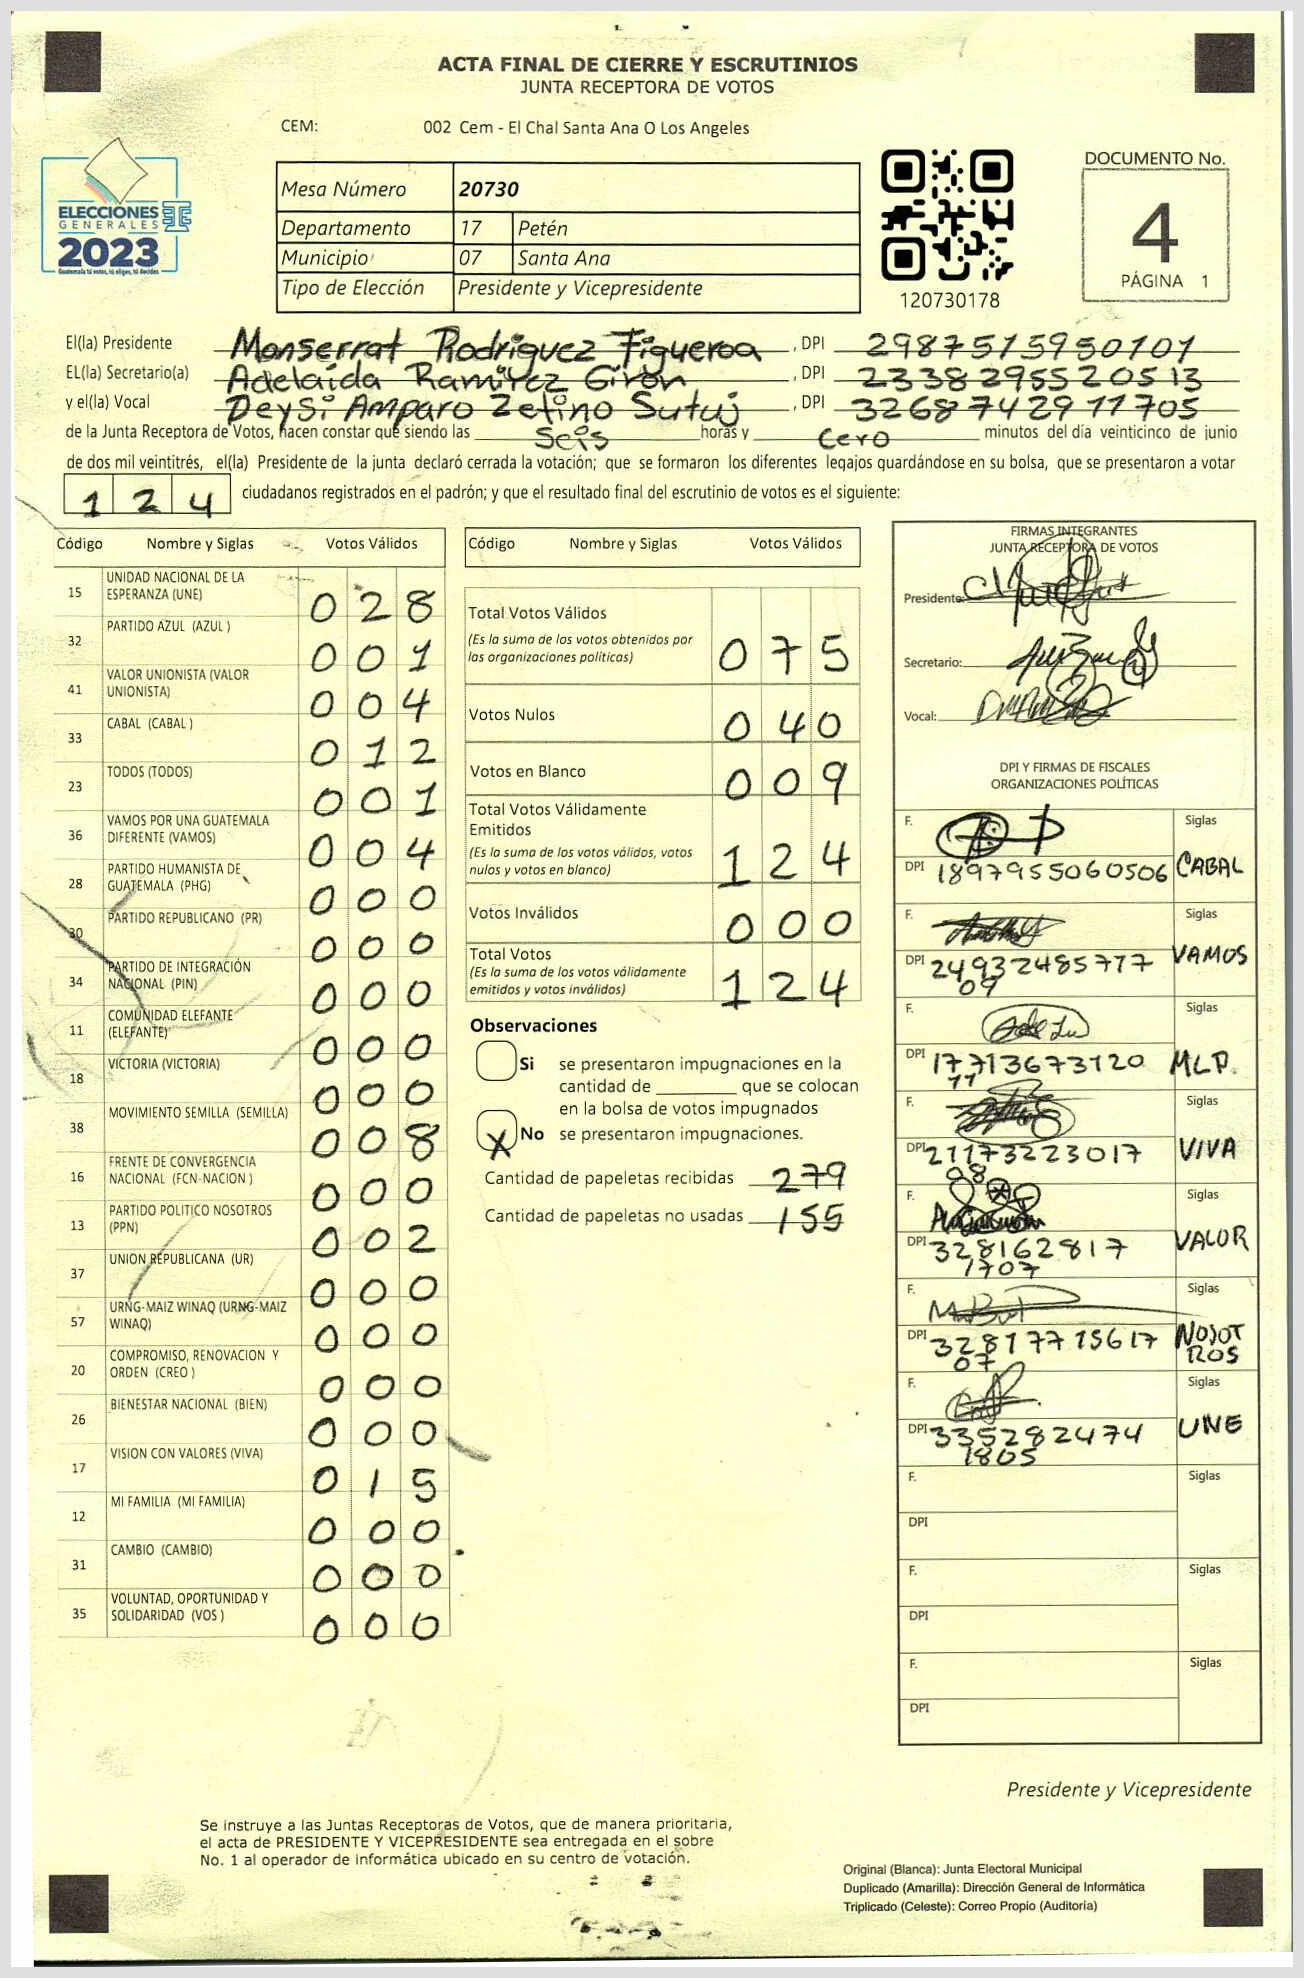 ACTA FINAL DE CIERRE Y ESCRUTINIOS
JUNTA RECEPTORA DE VOTOS
CEM: 002 Cem - El Chal Santa Ana O Los Angeles
ELECCIONES
GENERALES
2023
Guatemala tú votas, tú eliges, tú decides
Mesa Número 20730
Departamento 17 Petén
Municipio 07 Santa Ana
Tipo de Elección Presidente y Vicepresidente
120730178
DOCUMENTO No.
4
PÁGINA 1
El(la) Presidente Monserrat Rodriguez Figueroa, DPI 2987515950101
EL(la) Secretario(a) Adelaida Ramirez Giron, DPI 2338295520513
y el(la) Vocal Deysi Amparo Zetino Sutuj, DPI 3268742911705
de la Junta Receptora de Votos, hacen constar que siendo las Seis horas y Cero minutos del día veinticinco de junio
de dos mil veintitrés, el(la) Presidente de la junta declaró cerrada la votación; que se formaron los diferentes legajos guardándose en su bolsa, que se presentaron a votar
124 ciudadanos registrados en el padrón; y que el resultado final del escrutinio de votos es el siguiente:
Código Nombre y Siglas Votos Válidos
15 UNIDAD NACIONAL DE LA
ESPERANZA (UNE) 028
32 PARTIDO AZUL (AZUL ) 001
41 VALOR UNIONISTA (VALOR
UNIONISTA) 004
33 CABAL (CABAL ) 012
23 TODOS (TODOS) 001
36 VAMOS POR UNA GUATEMALA
DIFERENTE (VAMOS) 004
28 PARTIDO HUMANISTA DE
GUATEMALA (PHG) 000
30 PARTIDO REPUBLICANO (PR) 000
34 PARTIDO DE INTEGRACIÓN
NACIONAL (PIN) 000
11 COMUNIDAD ELEFANTE
(ELEFANTE) 000
18 VICTORIA (VICTORIA) 000
38 MOVIMIENTO SEMILLA (SEMILLA) 008
16 FRENTE DE CONVERGENCIA
NACIONAL (FCN-NACION ) 000
13 PARTIDO POLITICO NOSOTROS
(PPN) 002
37 UNION REPUBLICANA (UR) 000
57 URNG-MAIZ WINAQ (URNG-MAIZ
WINAQ) 000
20 COMPROMISO, RENOVACION Y
ORDEN (CREO ) 000
26 BIENESTAR NACIONAL (BIEN) 000
17 VISION CON VALORES (VIVA) 015
12 MI FAMILIA (MI FAMILIA) 000
31 CAMBIO (CAMBIO) 000
35 VOLUNTAD, OPORTUNIDAD Y
SOLIDARIDAD (VOS ) 000
Código Nombre y Siglas Votos Válidos
Total Votos Válidos
(Es la suma de los votos obtenidos por
las organizaciones políticas) 075
Votos Nulos 040
Votos en Blanco 009
Total Votos Válidamente
Emitidos
(Es la suma de los votos válidos, votos
nulos y votos en blanco) 124
Votos Inválidos 000
Total Votos
(Es la suma de los votos válidamente
emitidos y votos inválidos) 124
Observaciones
Si se presentaron impugnaciones en la
cantidad de ________ que se colocan
en la bolsa de votos impugnados
X No se presentaron impugnaciones.
Cantidad de papeletas recibidas 279
Cantidad de papeletas no usadas 155
FIRMAS INTEGRANTES
JUNTA RECEPTORA DE VOTOS
Presidente:
Secretario:
Vocal:
DPI Y FIRMAS DE FISCALES
ORGANIZACIONES POLÍTICAS
F. Siglas
DPI 1897955060506 CABAL
F. Siglas
DPI 24932485777 VAMOS
09
F. Siglas
DPI 17713673120 MLP.
11
F. Siglas
DPI 21173223017 VIVA
08
F. Siglas
DPI 328162817 VALOR
1707
F. Siglas
DPI 32817715617 NOSOT
07 ROS
F. Siglas
DPI 335282474 UNE
1805
F. Siglas
DPI
F. Siglas
DPI
F. Siglas
DPI
Presidente y Vicepresidente
Se instruye a las Juntas Receptoras de Votos, que de manera prioritaria,
el acta de PRESIDENTE Y VICEPRESIDENTE sea entregada en el sobre
No. 1 al operador de informática ubicado en su centro de votación.
Original (Blanca): Junta Electoral Municipal
Duplicado (Amarilla): Dirección General de Informática
Triplicado (Celeste): Correo Propio (Auditoría)